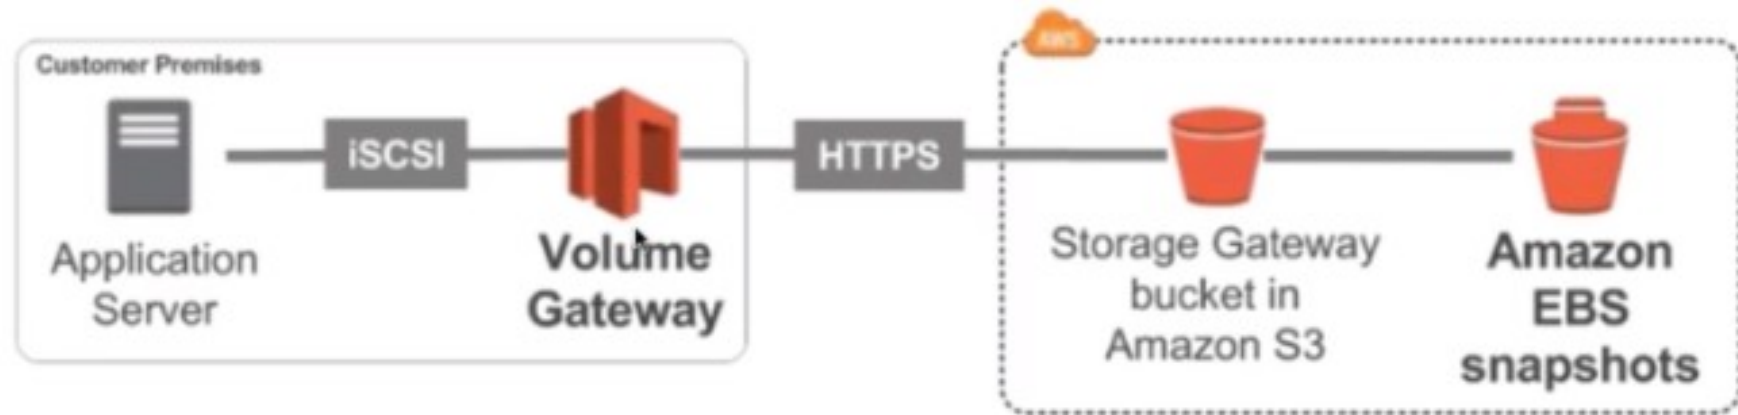 Customer Premises
AWS
iSCSI
HTTPS
Application
Server
Volume
Gateway
Storage Gateway
bucket in
Amazon S3
Amazon
EBS
snapshots